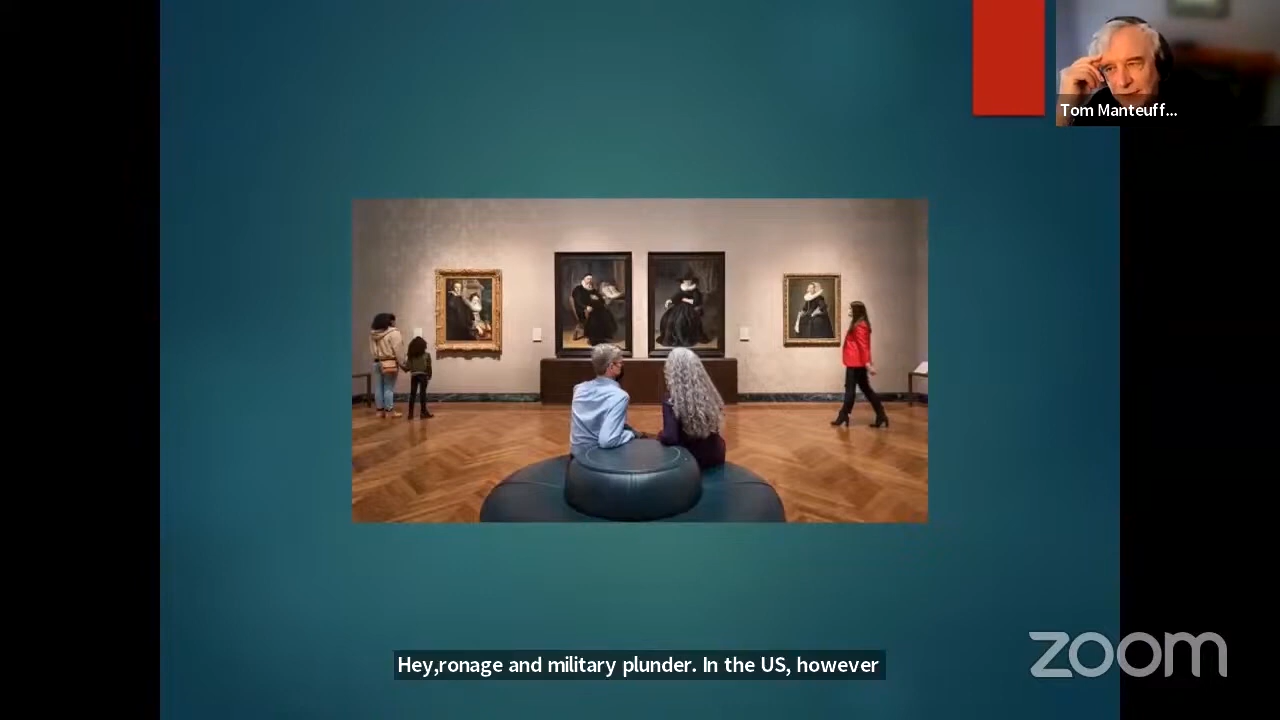 Tom Manteuff...
Hey,ronage and military plunder. In the US, however
zoom